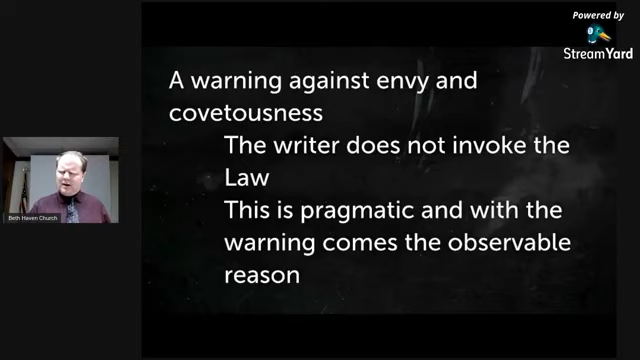 Powered by
StreamYard
A warning against envy and
covetousness
The writer does not invoke the
Law
This is pragmatic and with the
warning comes the observable
reason
Beth Haven Church